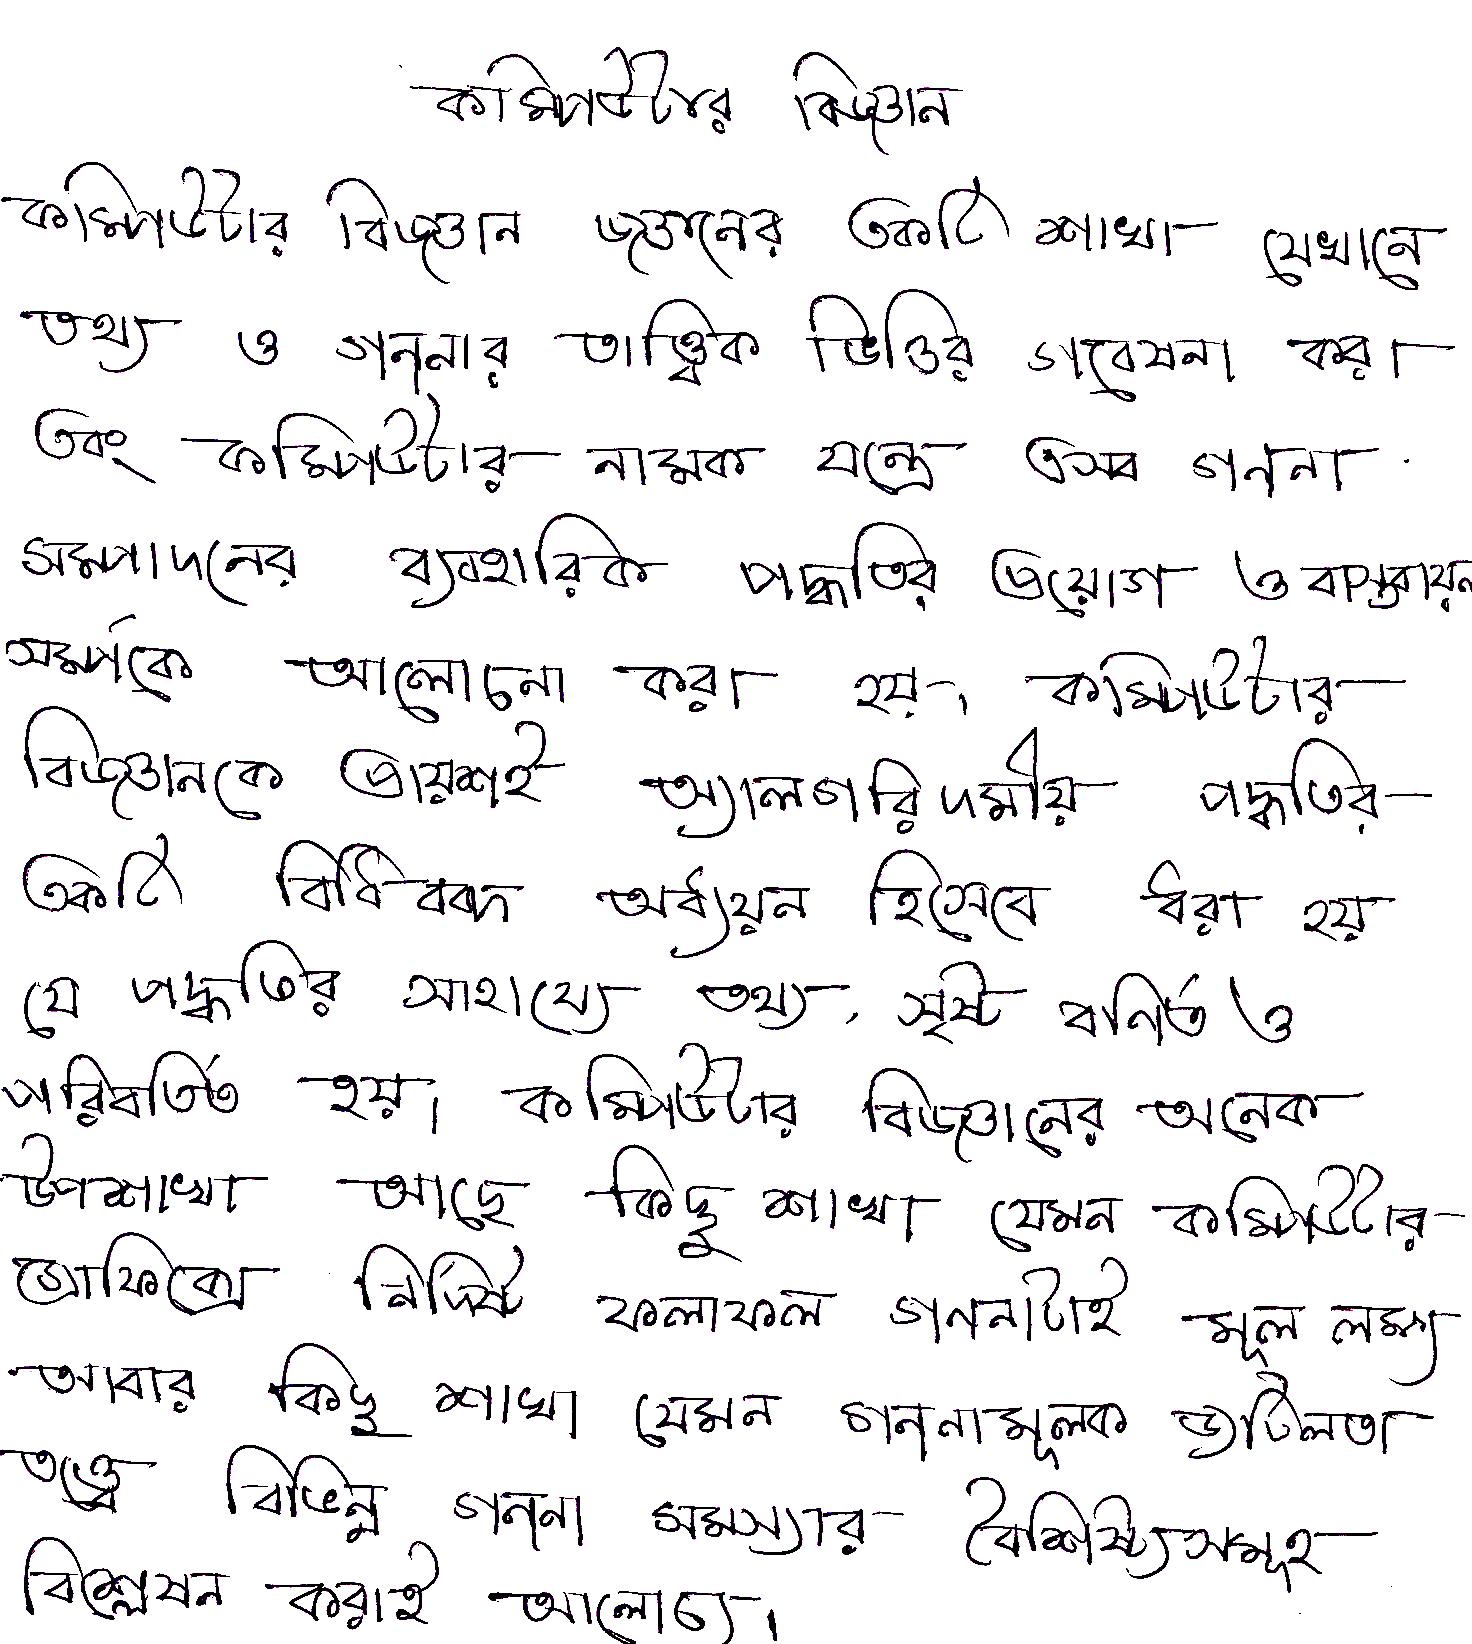 কম্পিউটার বিজ্ঞান
কম্পিউটার বিজ্ঞান জ্ঞানের একটি শাখা যেখানে
তথ্য ও গননার তাত্ত্বিক ভিত্তির গবেষনা করা
এবং কম্পিউটার নামক যন্ত্রে এসব গননা
সম্পাদনের ব্যবহারিক পদ্ধতির প্রয়োগ ও বাস্তবায়ন
সম্পর্কে আলোচনা করা হয়। কম্পিউটার
বিজ্ঞানকে প্রায়শই অ্যালগরিদমীয় পদ্ধতির
একটি বিধিবদ্ধ অধ্যয়ন হিসেবে ধরা হয়
যে পদ্ধতির সাহায্যে তথ্য, সৃষ্ট বর্নিত ও
পরিবর্তিত হয়। কম্পিউটার বিজ্ঞানের অনেক
উপশাখা আছে কিছু শাখা যেমন কম্পিউটার
গ্রাফিক্সে নির্দিষ্ট ফলাফল গননাটাই মূল লক্ষ্য
আবার কিছু শাখা যেমন গননামূলক জটিলতা
তত্ত্বে বিভিন্ন গননা সমস্যার বৈশিষ্ট্যসমূহ
বিশ্লেষন করাই আলোচ্য।